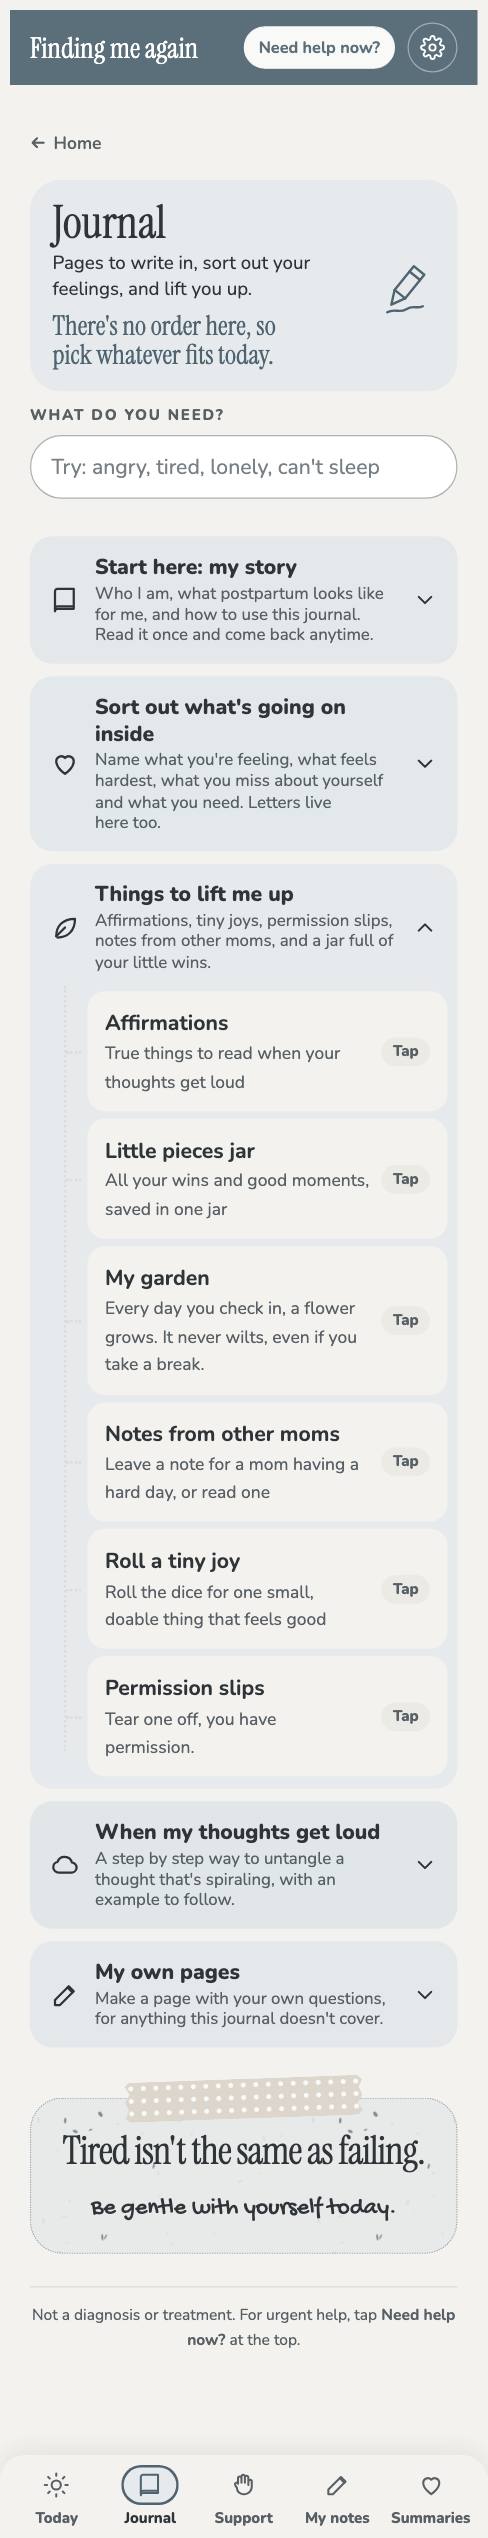 Finding me again
Need help now?
← Home
Journal
Pages to write in, sort out your
feelings, and lift you up.
There's no order here, so
pick whatever fits today.
WHAT DO YOU NEED?
Try: angry, tired, lonely, can't sleep
Start here: my story
Who I am, what postpartum looks like
for me, and how to use this journal.
Read it once and come back anytime.
Sort out what's going on
inside
Name what you're feeling, what feels
hardest, what you miss about yourself
and what you need. Letters live
here too.
Things to lift me up
Affirmations, tiny joys, permission slips,
notes from other moms, and a jar full of
your little wins.
Affirmations
True things to read when your
thoughts get loud
Tap
Little pieces jar
All your wins and good moments,
saved in one jar
Tap
My garden
Every day you check in, a flower
grows. It never wilts, even if you
take a break.
Tap
Notes from other moms
Leave a note for a mom having a
hard day, or read one
Tap
Roll a tiny joy
Roll the dice for one small,
doable thing that feels good
Tap
Permission slips
Tear one off, you have
permission.
Tap
When my thoughts get loud
A step by step way to untangle a
thought that's spiraling, with an
example to follow.
My own pages
Make a page with your own questions,
for anything this journal doesn't cover.
Tired isn't the same as failing.
Be gentle with yourself today.
Not a diagnosis or treatment. For urgent help, tap Need help
now? at the top.
Today
Journal
Support
My notes
Summaries